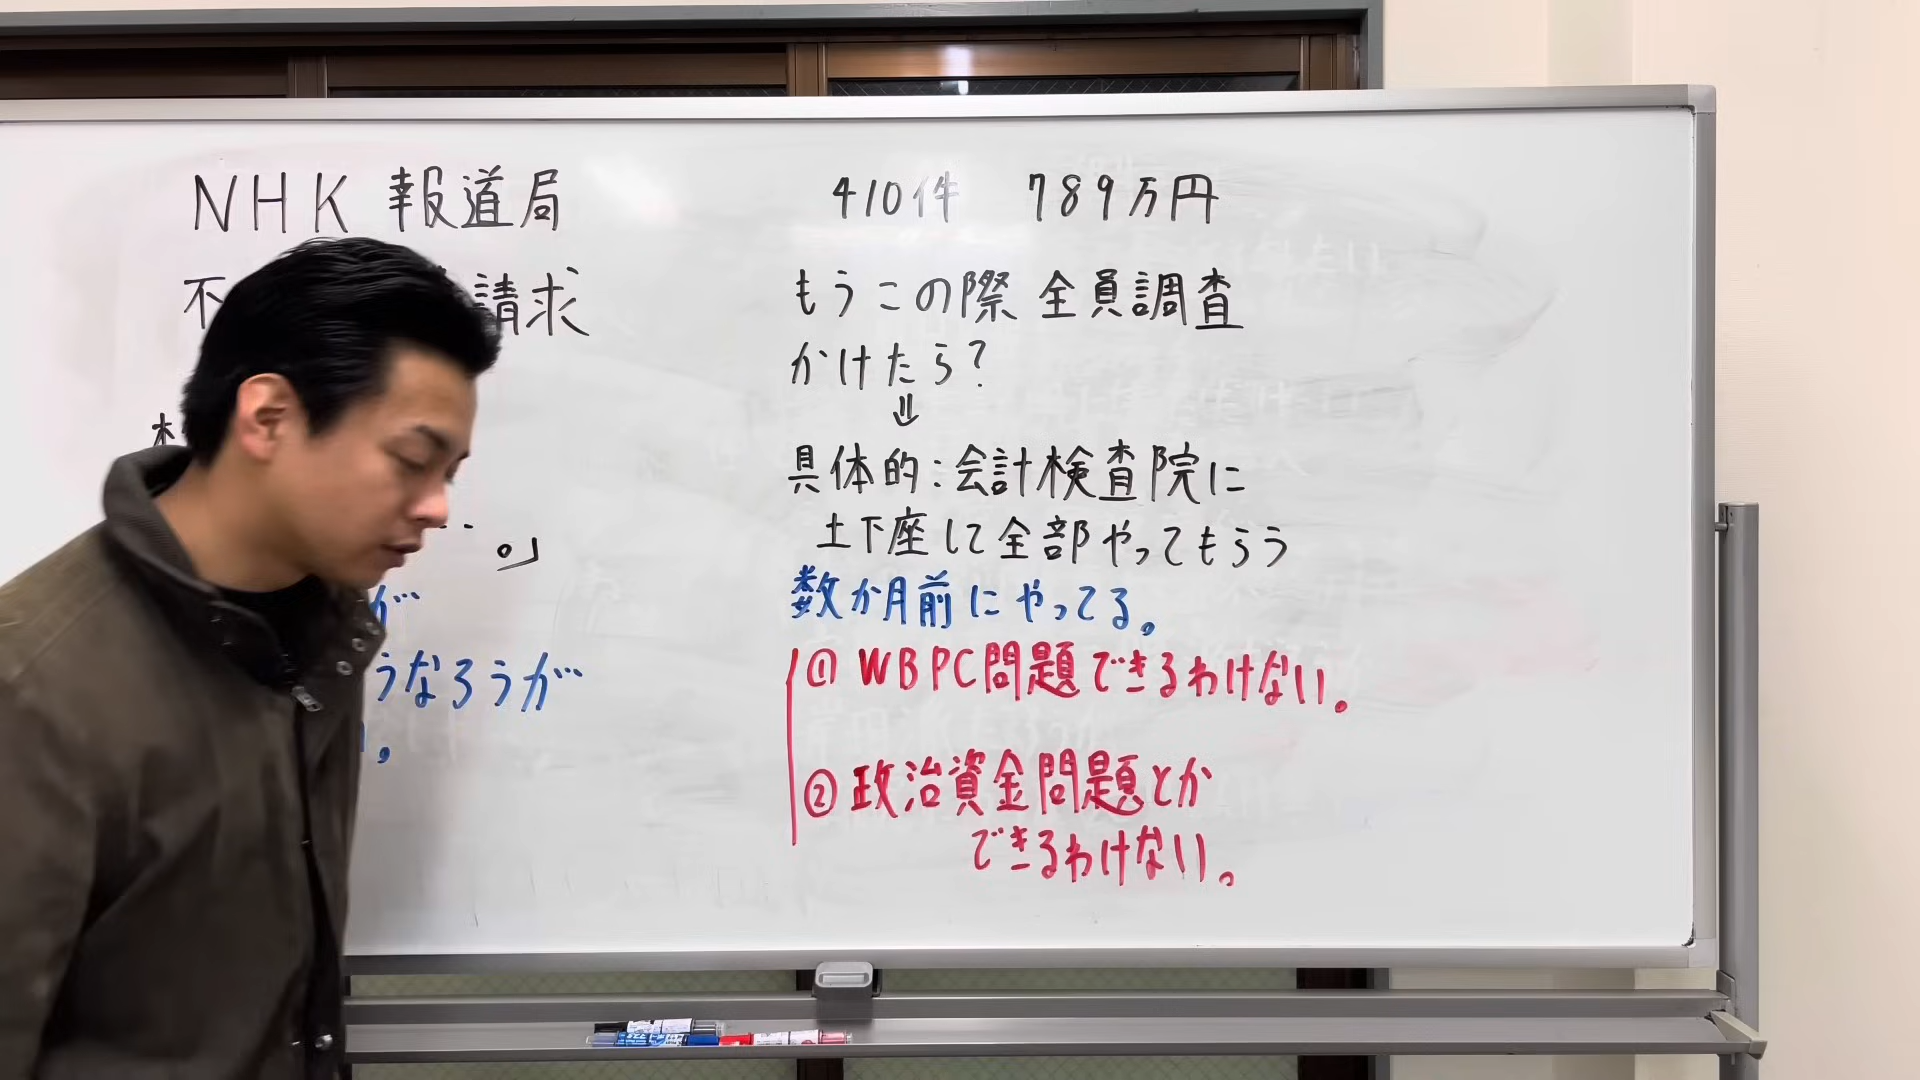 NHK 報道局
不
請求
。」
が…
うなろうが…
。
410件 789万円
もうこの際 全員調査
かけたら?
⇓
具体的:会計検査院に
土下座して全部やってもらう
数か月前にやってる。
① WBPC問題できるわけない。
② 政治資金問題とか
できるわけない。